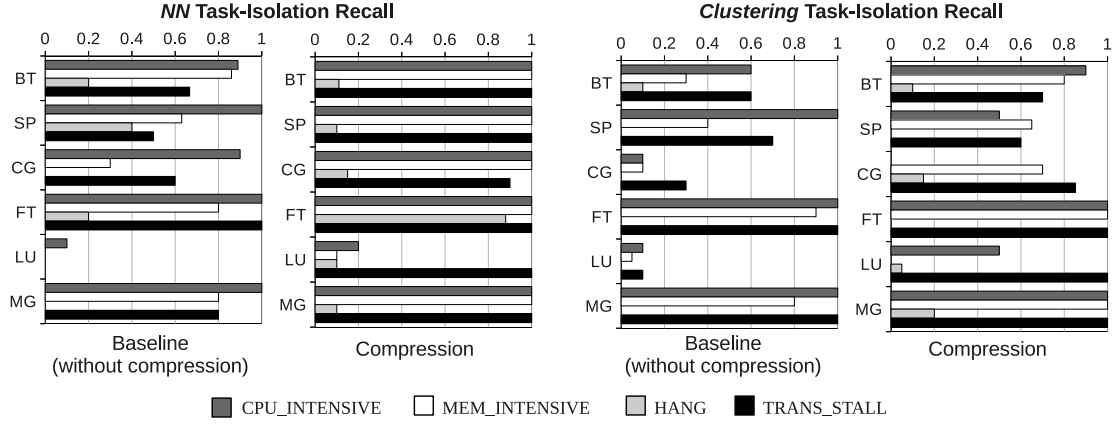 NN Task-Isolation Recall
Clustering Task-Isolation Recall
0 0.2 0.4 0.6 0.8 1
0 0.2 0.4 0.6 0.8 1
0 0.2 0.4 0.6 0.8 1
0 0.2 0.4 0.6 0.8 1
BT
SP
CG
FT
LU
MG
BT
SP
CG
FT
LU
MG
BT
SP
CG
FT
LU
MG
BT
SP
CG
FT
LU
MG
Baseline
(without compression)
Compression
Baseline
(without compression)
Compression
CPU_INTENSIVE MEM_INTENSIVE HANG TRANS_STALL